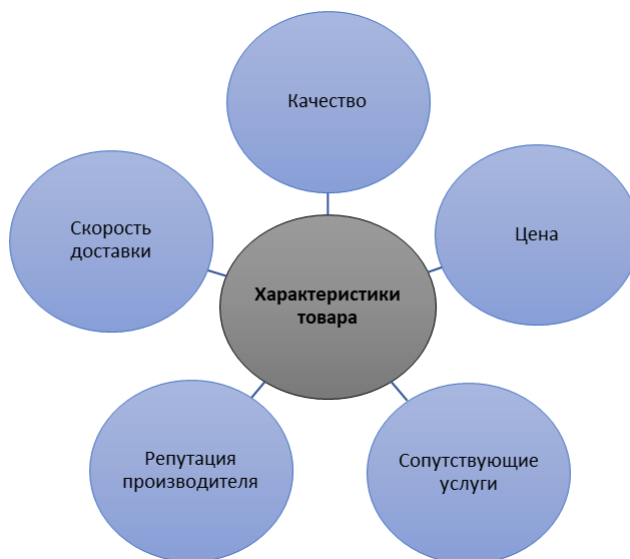 Качество
Скорость
доставки
Цена
Характеристики
товара
Репутация
производителя
Сопутствующие
услуги